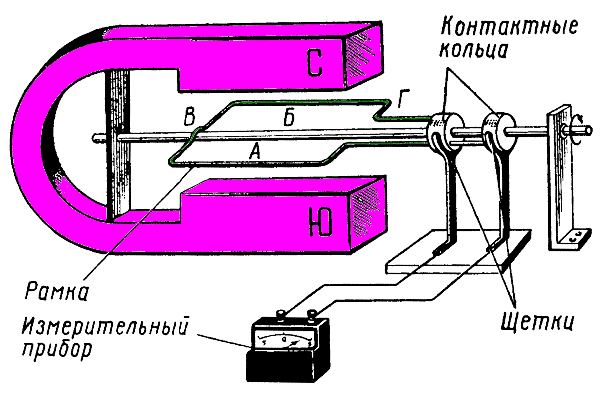 Контактные
кольца
С
В
Б
Г
А
Ю
Рамка
Измерительный
прибор
Щетки